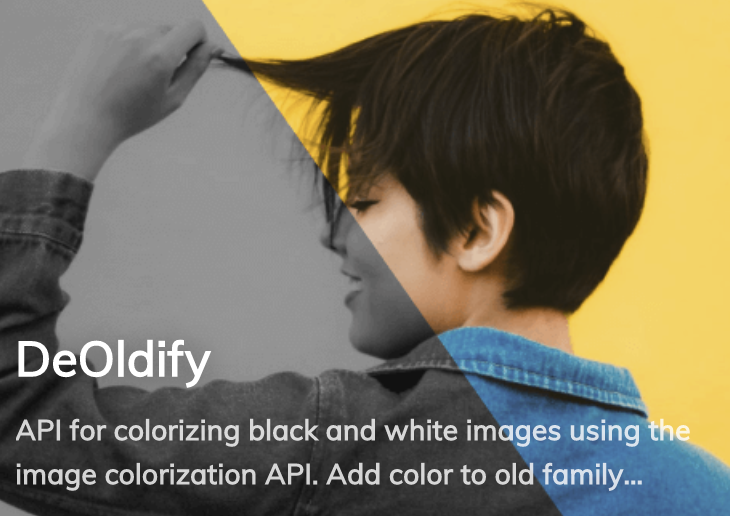 DeOldify
API for colorizing black and white images using the
image colorization API. Add color to old family...